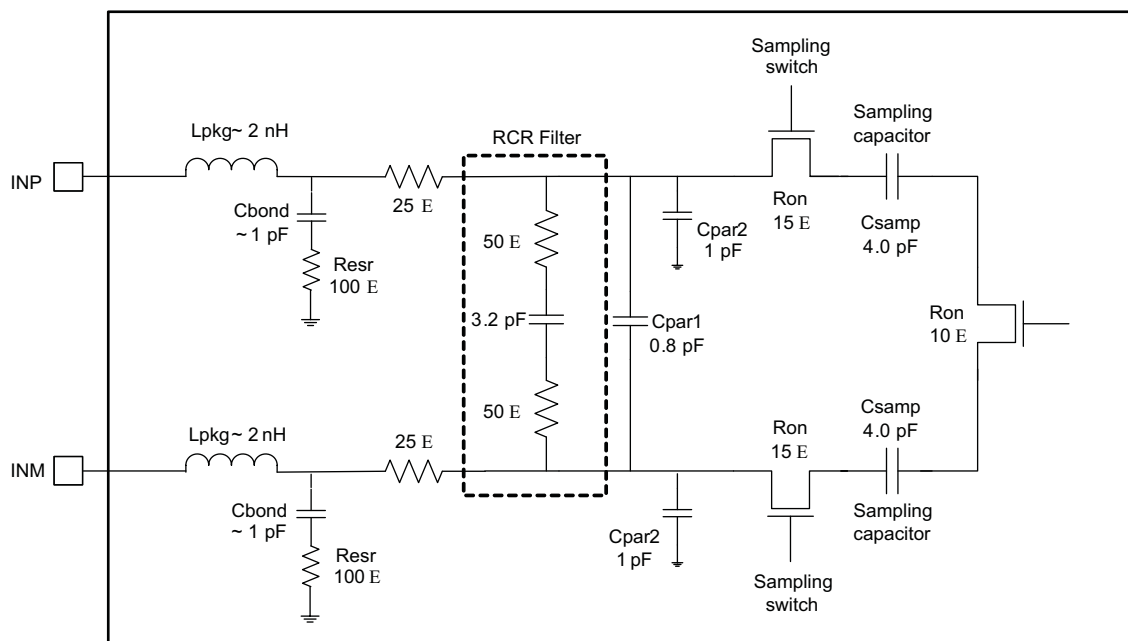 Sampling
switch
Sampling
capacitor
Lpkg~ 2 nH
RCR Filter
INP
25 E
Cbond
~ 1 pF
Resr
100 E
50 E
Cpar2
1 pF
Ron
15 E
Csamp
4.0 pF
3.2 pF
Cpar1
0.8 pF
Ron
10 E
50 E
Lpkg~ 2 nH
25 E
Ron
15 E
Csamp
4.0 pF
INM
Cbond
~ 1 pF
Resr
100 E
Cpar2
1 pF
Sampling
capacitor
Sampling
switch